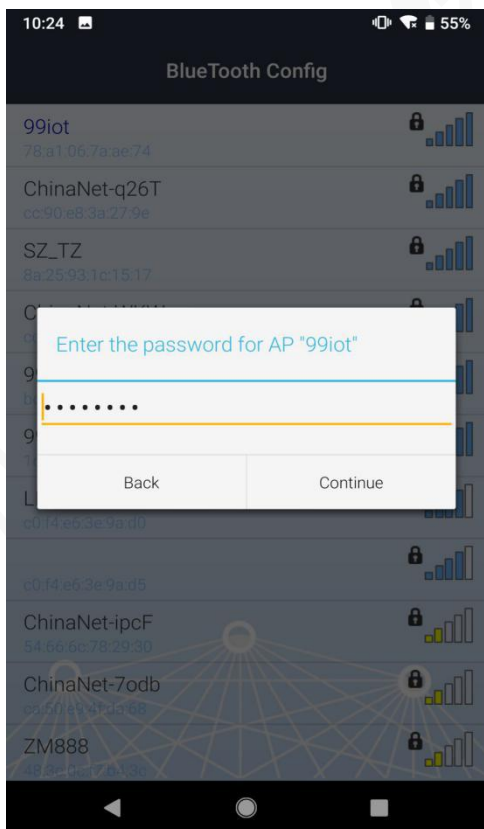 10:24
55%
BlueTooth Config
99iot
78:a1:06:7a:ae:74
ChinaNet-q26T
cc:90:e8:3a:27:9e
SZ_TZ
8a:25:93:1c:15:17
Enter the password for AP "99iot"
••••••••
Back
Continue
c0:f4:e6:3e:9a:d0
c0:f4:e6:3e:9a:d5
ChinaNet-ipcF
54:66:6c:78:29:30
ChinaNet-7odb
ZM888